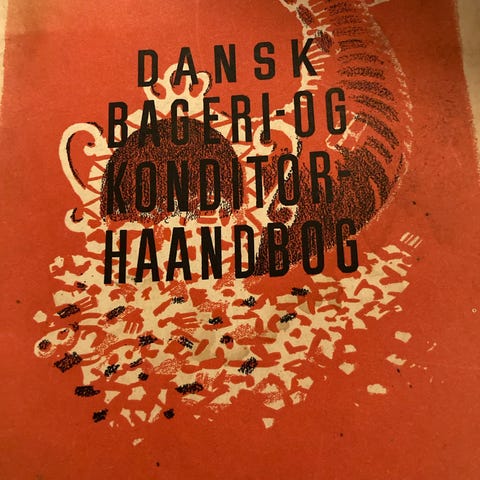 DANSK
BAGERI-OG
KONDITOR-
HAANDBOG